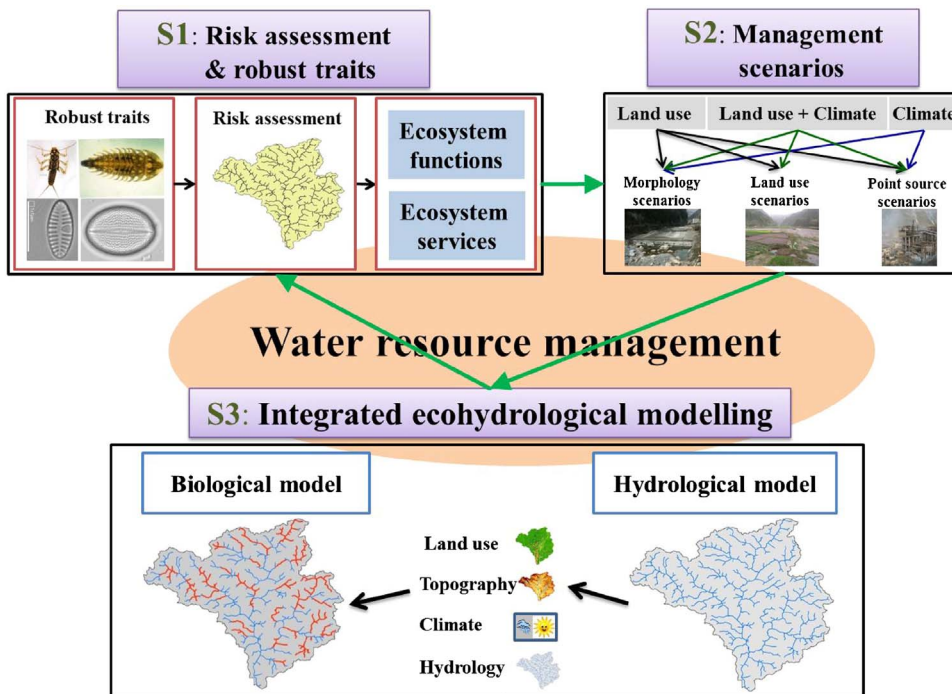 S1: Risk assessment
& robust traits
Robust traits
Risk assessment
Ecosystem
functions
Ecosystem
services
S2: Management
scenarios
Land use
Land use + Climate
Climate
Morphology
scenarios
Land use
scenarios
Point source
scenarios
Water resource management
S3: Integrated ecohydrological modelling
Biological model
Hydrological model
Land use
Topography
Climate
Hydrology